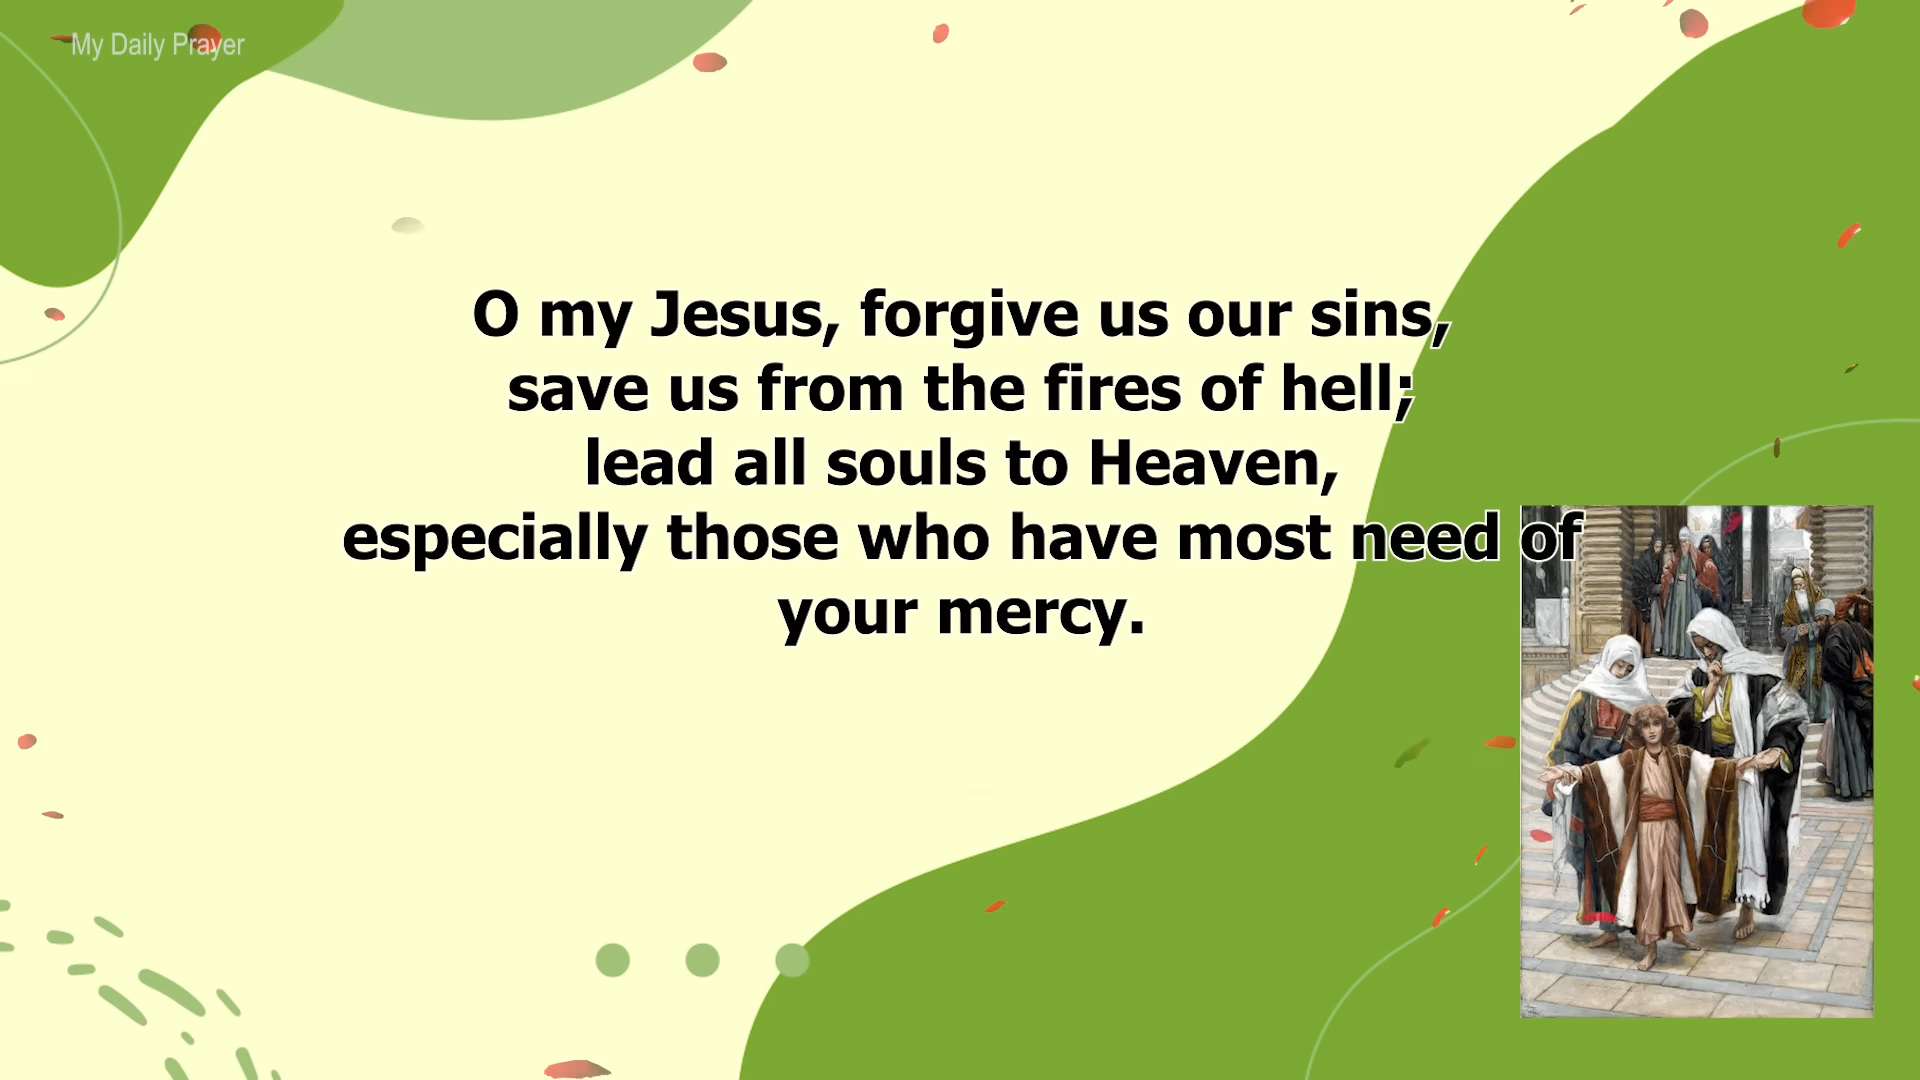 My Daily Prayer
O my Jesus, forgive us our sins,
save us from the fires of hell;
lead all souls to Heaven,
especially those who have most need of
your mercy.